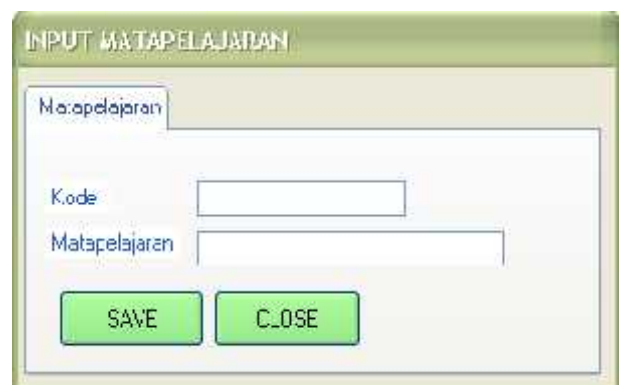 INPUT MATAPELAJARAN
Matapelajaran
Kode
Matapelajaran
SAVE CLOSE